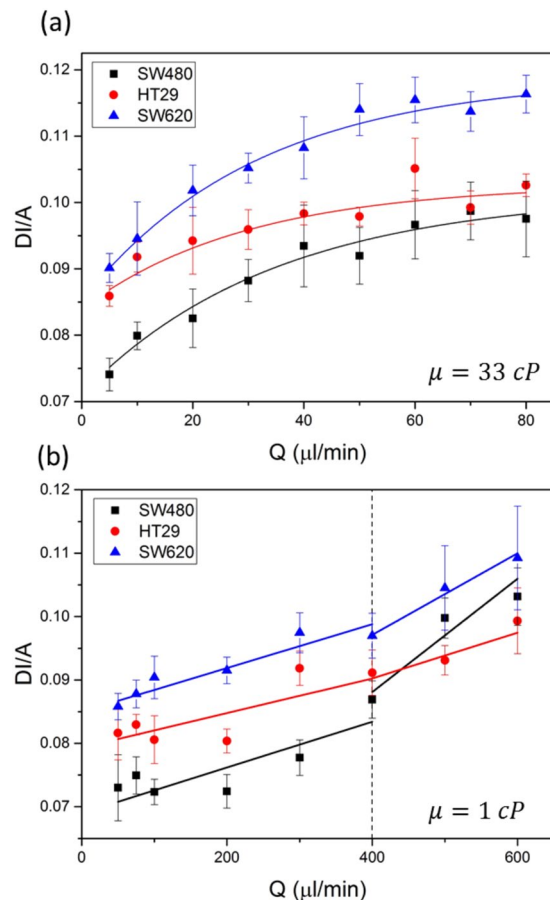 (a)
0.12
0.11
0.10
0.09
0.08
0.07
DI/A
SW480
HT29
SW620
μ = 33 cP
0
20
40
60
80
Q (μl/min)
(b)
0.12
0.11
0.10
0.09
0.08
0.07
DI/A
SW480
HT29
SW620
μ = 1 cP
0
200
400
600
Q (μl/min)